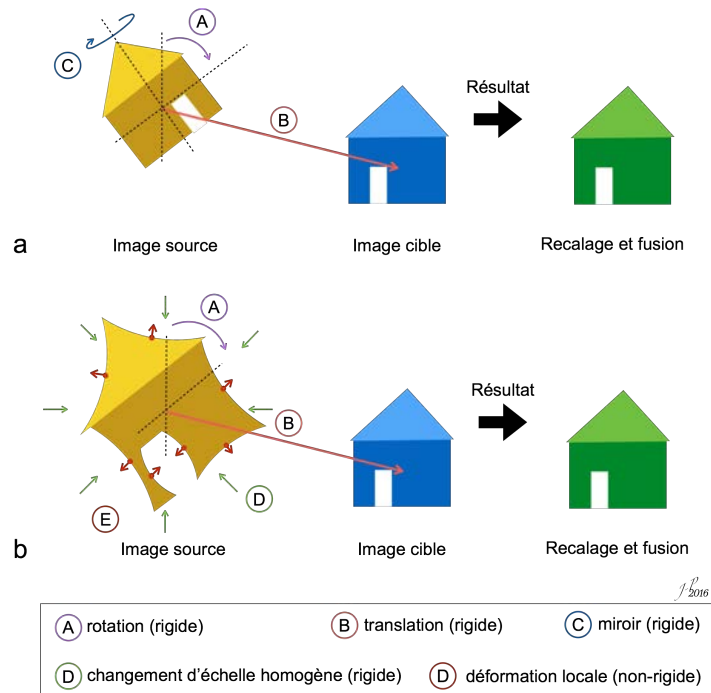 A
C
B
Résultat
a
Image source
Image cible
Recalage et fusion
A
B
Résultat
D
E
b
Image source
Image cible
Recalage et fusion
2016
A rotation (rigide)
B translation (rigide)
C miroir (rigide)
D changement d'échelle homogène (rigide)
D déformation locale (non-rigide)